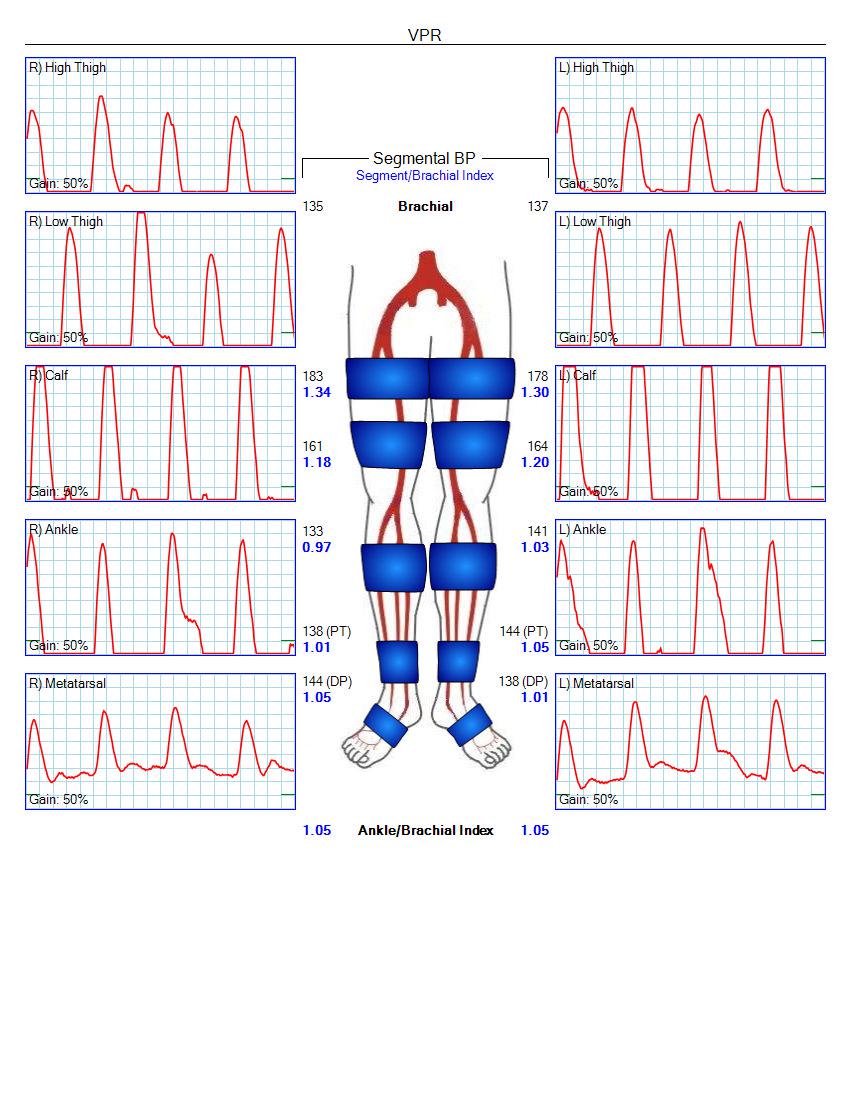 VPR
R) High Thigh
Gain: 50%
L) High Thigh
Gain: 50%
Segmental BP
Segment/Brachial Index
135 Brachial 137
R) Low Thigh
Gain: 50%
L) Low Thigh
Gain: 50%
R) Calf
Gain: 50%
L) Calf
Gain: 50%
183
1.34
178
1.30
161
1.18
164
1.20
R) Ankle
Gain: 50%
L) Ankle
Gain: 50%
133
0.97
141
1.03
138 (PT)
1.01
144 (PT)
1.05
R) Metatarsal
Gain: 50%
L) Metatarsal
Gain: 50%
144 (DP)
1.05
138 (DP)
1.01
1.05 Ankle/Brachial Index 1.05